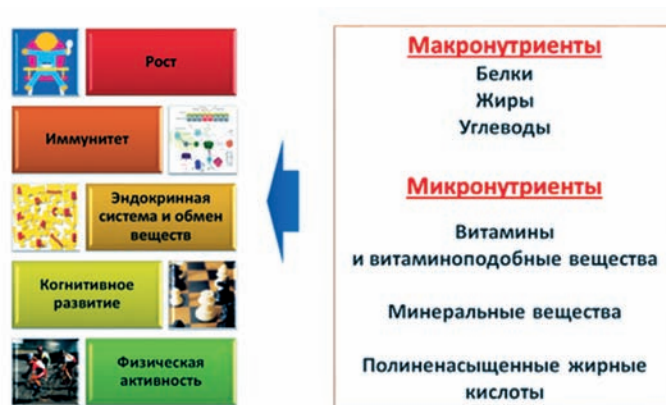 Рост
Иммунитет
Эндокринная
система и обмен
веществ
Когнитивное
развитие
Физическая
активность
Макронутриенты
Белки
Жиры
Углеводы
Микронутриенты
Витамины
и витаминоподобные вещества
Минеральные вещества
Полиненасыщенные жирные
кислоты